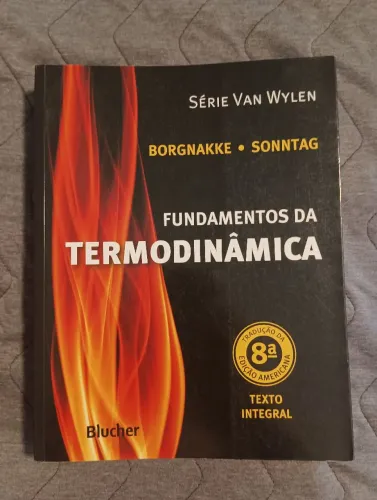 SÉRIE VAN WYLEN
BORGNAKKE • SONNTAG
FUNDAMENTOS DA
TERMODINÂMICA
TRADUÇÃO DA
8ª
EDIÇÃO AMERICANA
TEXTO
INTEGRAL
Blucher